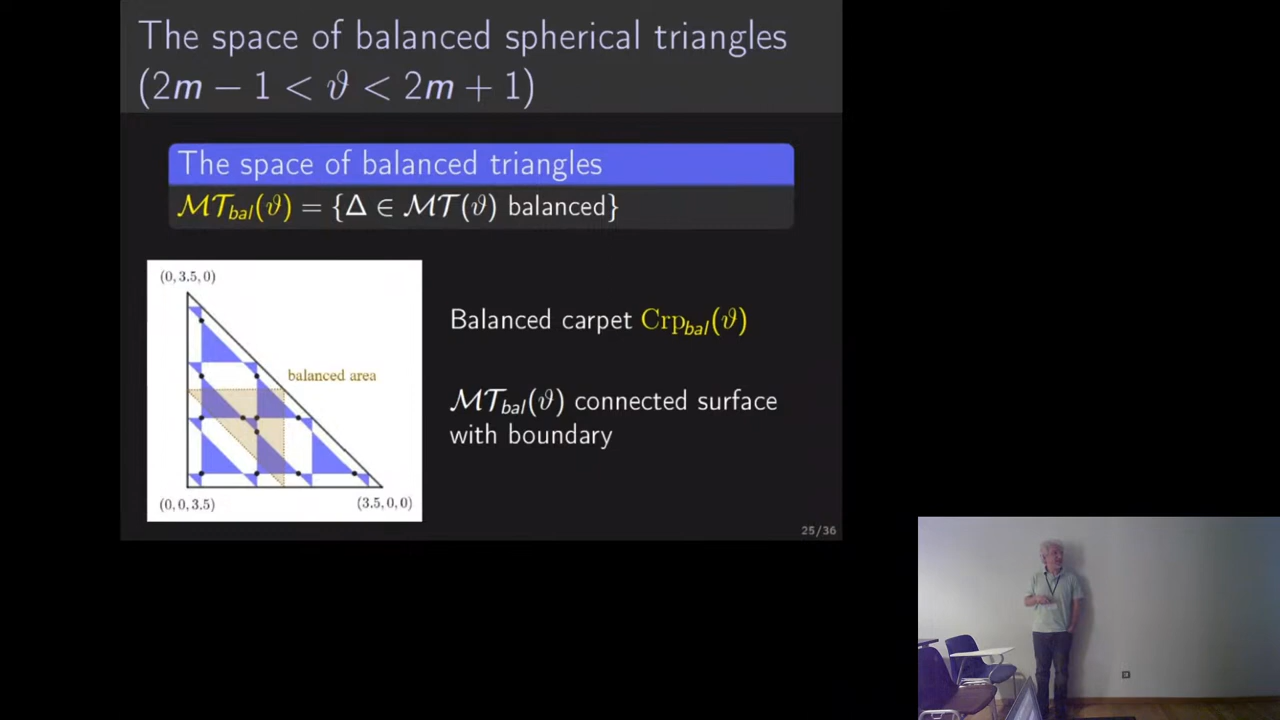 The space of balanced spherical triangles
(2m − 1 < ϑ < 2m + 1)
The space of balanced triangles
𝓜𝓣_bal(ϑ) = {Δ ∈ 𝓜𝓣(ϑ) balanced}
(0, 3.5, 0)
balanced area
(0, 0, 3.5)
(3.5, 0, 0)
Balanced carpet Crp_bal(ϑ)
𝓜𝓣_bal(ϑ) connected surface
with boundary
25/36